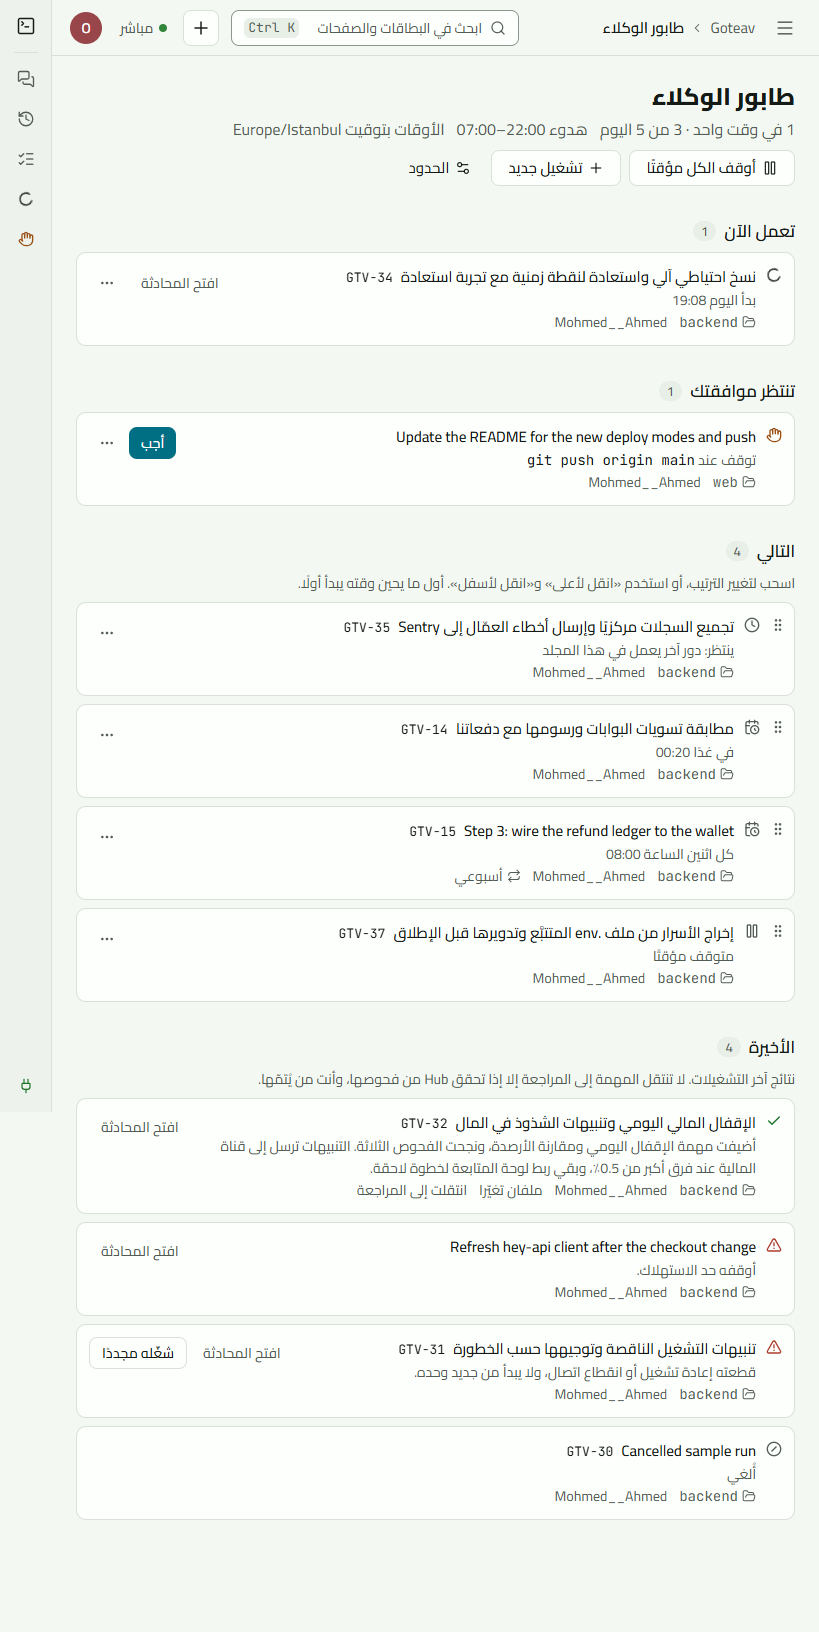 Goteav › طابور الوكلاء
ابحث في البطاقات والصفحات Ctrl K
مباشر
O
طابور الوكلاء
1 في وقت واحد · 3 من 5 اليوم هدوء 22:00–07:00 الأوقات بتوقيت Europe/Istanbul
أوقف الكل مؤقتًا
تشغيل جديد
الحدود
تعمل الآن 1
نسخ احتياطي آلي واستعادة لنقطة زمنية مع تجربة استعادة GTV-34
بدأ اليوم 19:08
backend Mohmed__Ahmed
افتح المحادثة
تنتظر موافقتك 1
Update the README for the new deploy modes and push
توقف عند git push origin main
web Mohmed__Ahmed
أجب
التالي 4
اسحب لتغيير الترتيب، أو استخدم «انقل لأعلى» و«انقل لأسفل». أول ما يحين وقته يبدأ أولًا.
تجميع السجلات مركزيًا وإرسال أخطاء العمّال إلى Sentry GTV-35
ينتظر: دور آخر يعمل في هذا المجلد
backend Mohmed__Ahmed
مطابقة تسويات البوابات ورسومها مع دفعاتنا GTV-14
في غدًا 00:20
backend Mohmed__Ahmed
Step 3: wire the refund ledger to the wallet GTV-15
كل اثنين الساعة 08:00
backend Mohmed__Ahmed أسبوعي
إخراج الأسرار من ملف .env المتتبَّع وتدويرها قبل الإطلاق GTV-37
متوقف مؤقتًا
backend Mohmed__Ahmed
الأخيرة 4
نتائج آخر التشغيلات. لا تنتقل المهمة إلى المراجعة إلا إذا تحقق Hub من فحوصها، وأنت من يُتمّها.
الإقفال المالي اليومي وتنبيهات الشذوذ في المال GTV-32
أضيفت مهمة الإقفال اليومي ومقارنة الأرصدة، ونجحت الفحوص الثلاثة. التنبيهات ترسل إلى قناة
المالية عند فرق أكبر من 0.5٪، وبقي ربط لوحة المتابعة لخطوة لاحقة.
backend Mohmed__Ahmed ملفان تغيّرا انتقلت إلى المراجعة
افتح المحادثة
Refresh hey-api client after the checkout change
أوقفه حد الاستهلاك.
backend Mohmed__Ahmed
افتح المحادثة
تنبيهات التشغيل الناقصة وتوجيهها حسب الخطورة GTV-31
قطعته إعادة تشغيل أو انقطاع اتصال، ولا يبدأ من جديد وحده.
backend Mohmed__Ahmed
افتح المحادثة
شغّله مجددًا
Cancelled sample run GTV-30
أُلغي
backend Mohmed__Ahmed